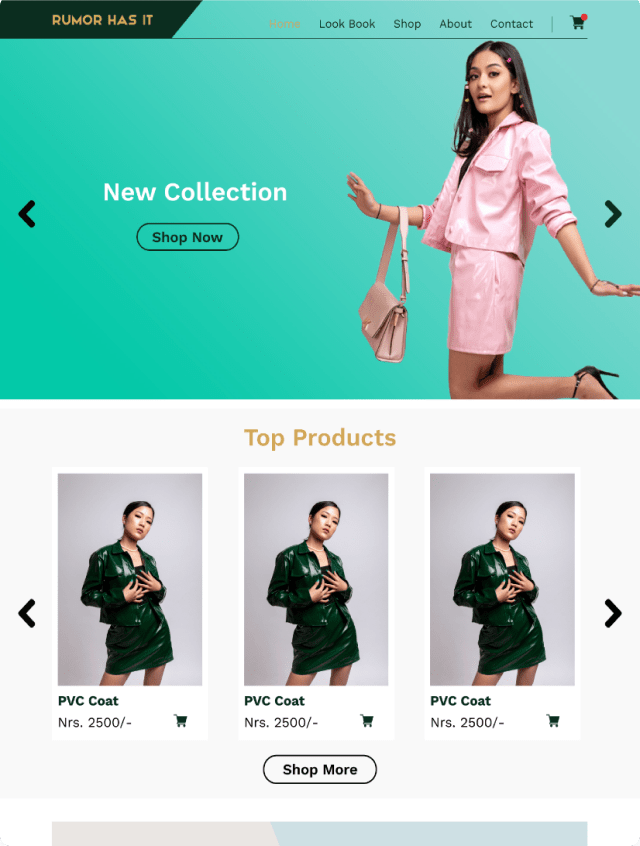 RUMOR HAS IT
Home Look Book Shop About Contact
New Collection
Shop Now
Top Products
PVC Coat PVC Coat PVC Coat
Nrs. 2500/- Nrs. 2500/- Nrs. 2500/-
Shop More